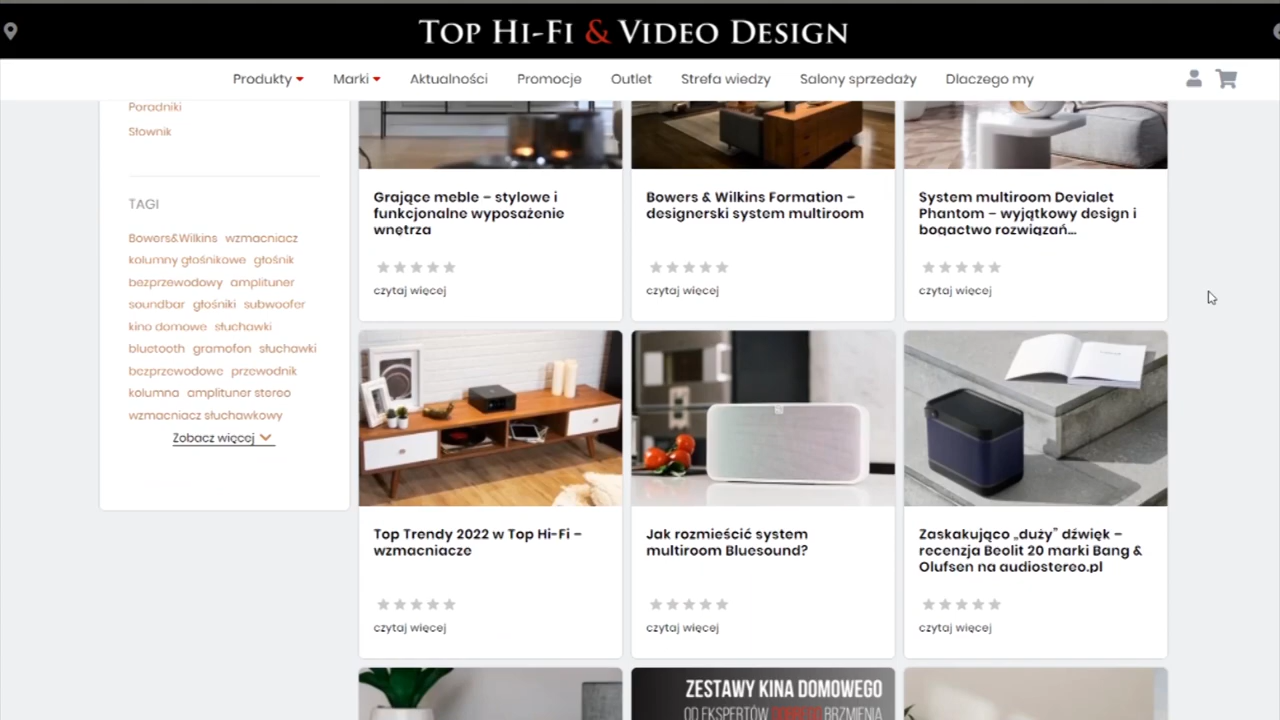 TOP HI-FI & VIDEO DESIGN
Produkty Marki Aktualności Promocje Outlet Strefa wiedzy Salony sprzedaży Dlaczego my
Poradniki
Słownik
TAGI
Bowers&Wilkins wzmacniacz
kolumny głośnikowe głośnik
bezprzewodowy amplituner
soundbar głośniki subwoofer
kino domowe słuchawki
bluetooth gramofon słuchawki
bezprzewodowe przewodnik
kolumna amplituner stereo
wzmacniacz słuchawkowy
Zobacz więcej
Grające meble – stylowe i
funkcjonalne wyposażenie
wnętrza
czytaj więcej
Bowers & Wilkins Formation –
designerski system multiroom
czytaj więcej
System multiroom Devialet
Phantom – wyjątkowy design i
bogactwo rozwiązań...
czytaj więcej
Top Trendy 2022 w Top Hi-Fi –
wzmacniacze
czytaj więcej
Jak rozmieścić system
multiroom Bluesound?
czytaj więcej
Zaskakująco „duży” dźwięk –
recenzja Beolit 20 marki Bang &
Olufsen na audiostereo.pl
czytaj więcej
ZESTAWY KINA DOMOWEGO
OD EKSPERTÓW DOBREGO BRZMIENIA